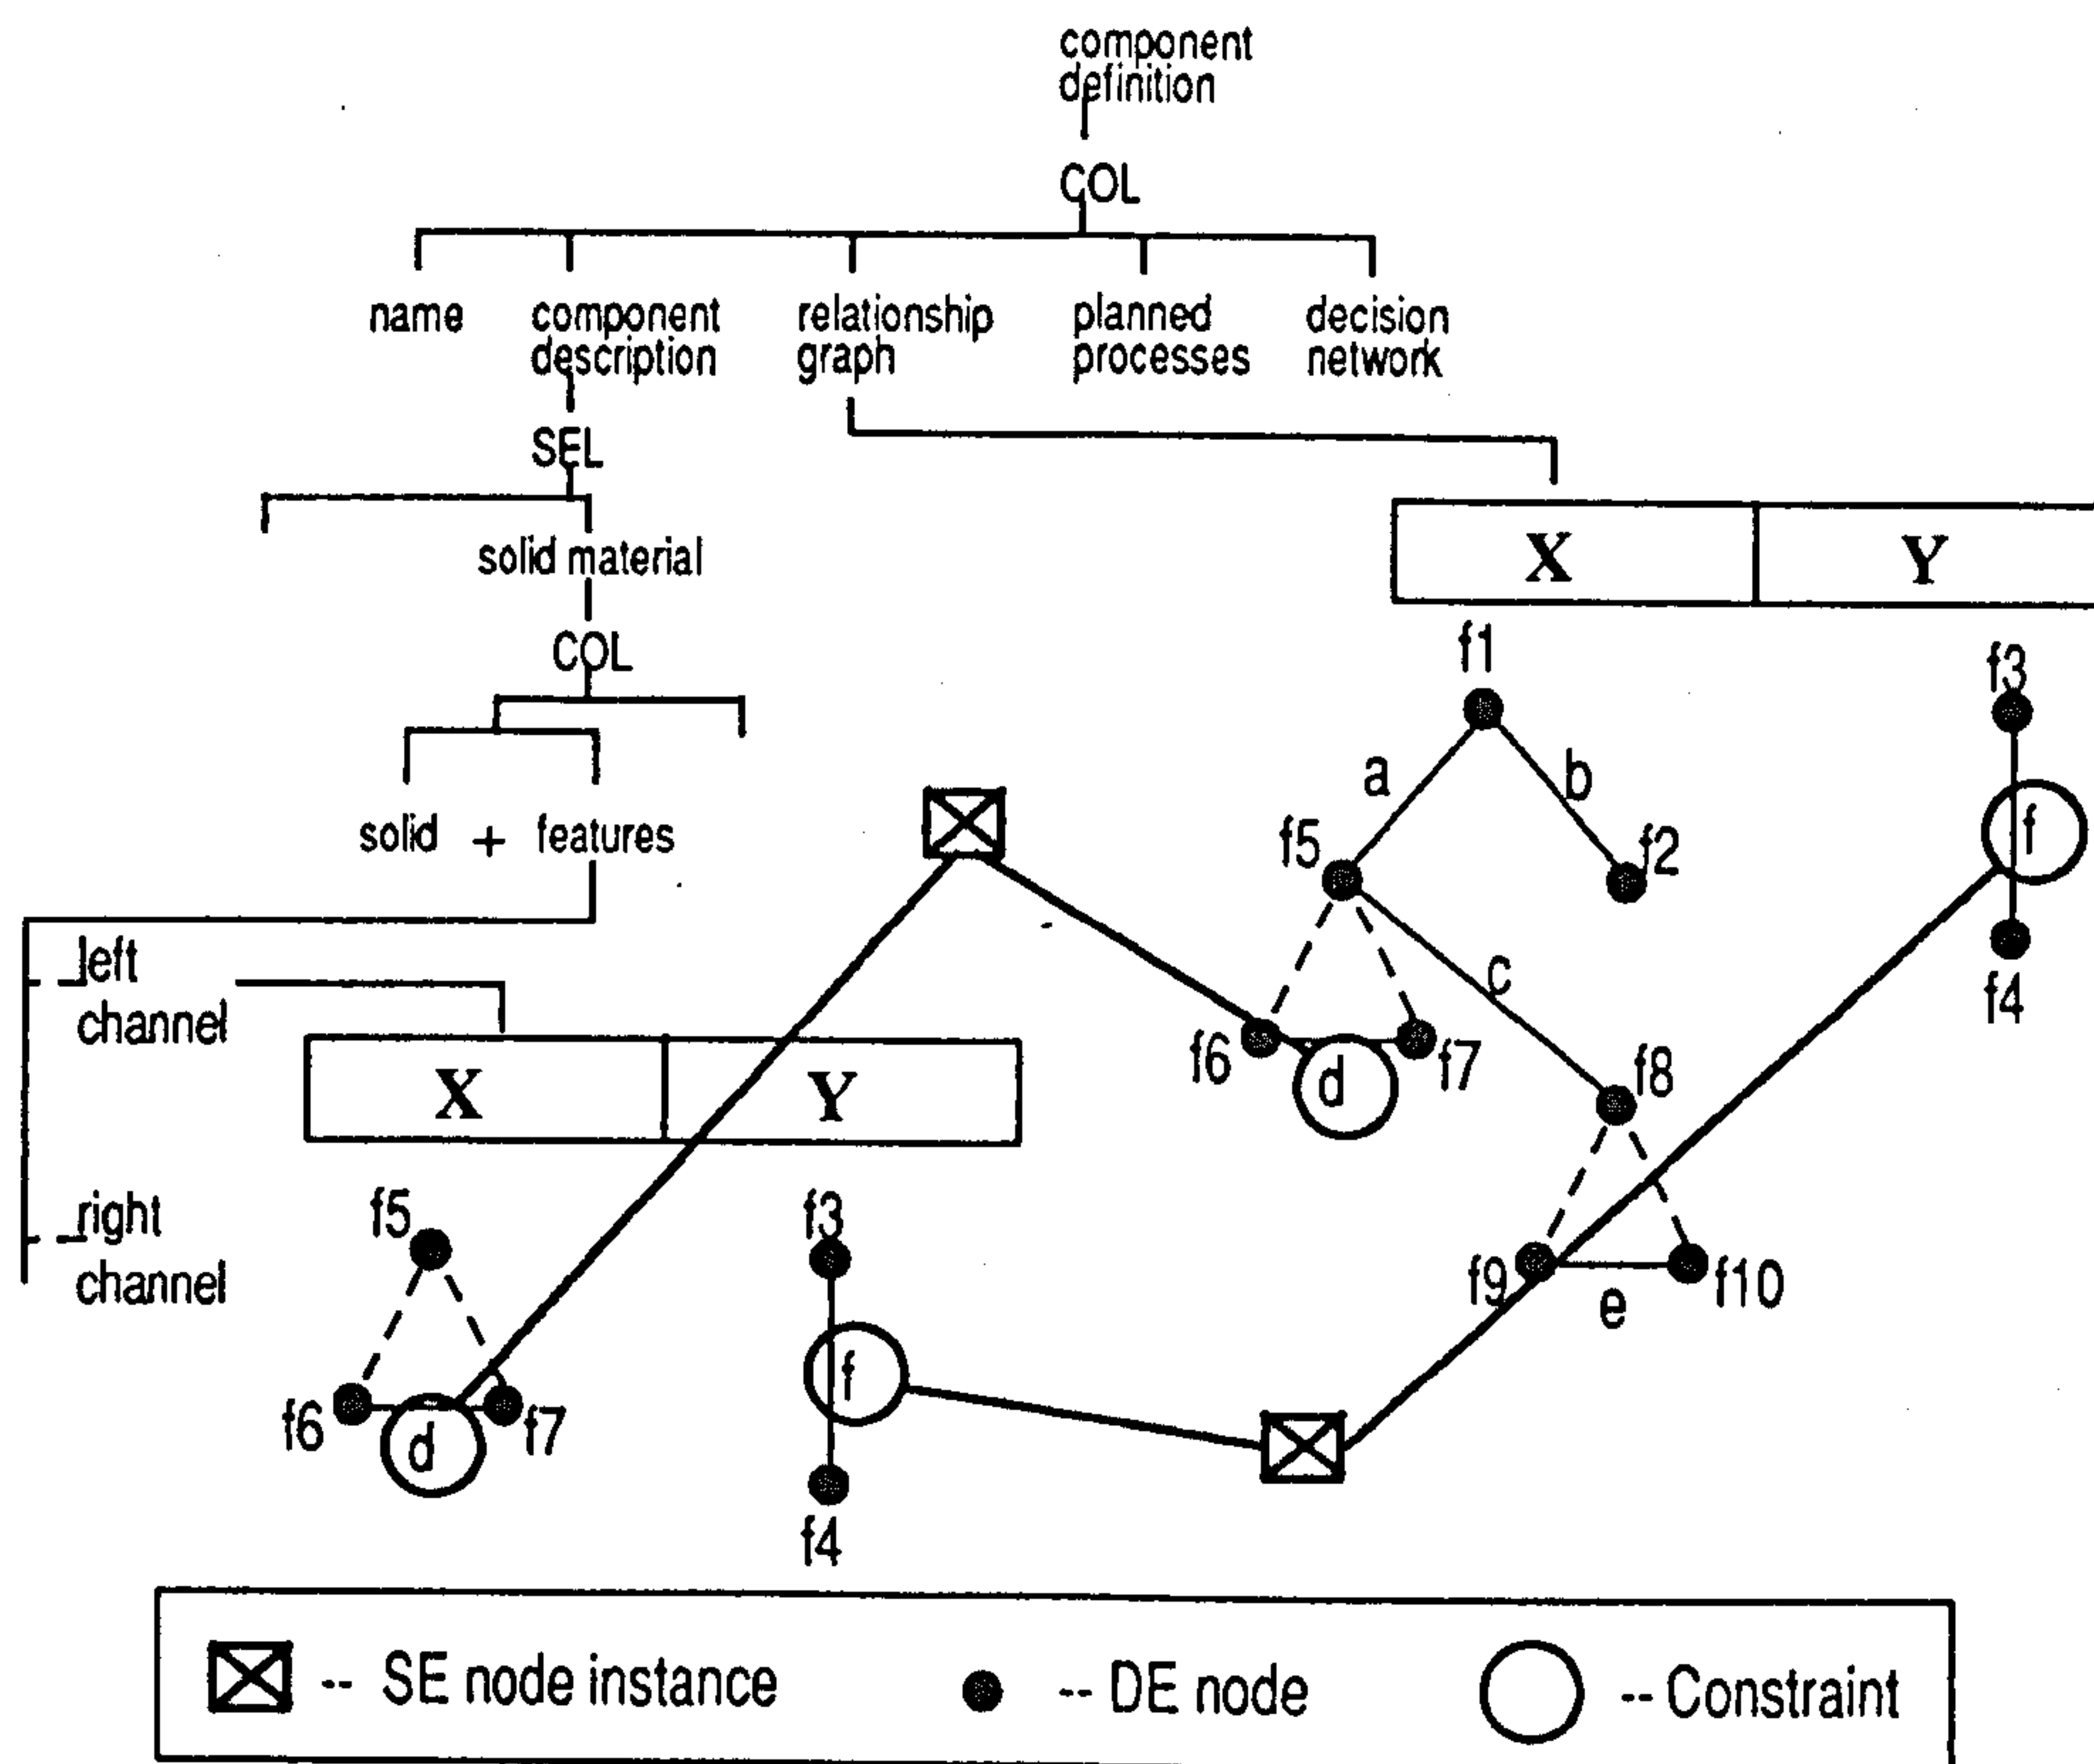 component
definition
COL
name
component
description
relationship
graph
planned
processes
decision
network
SEL
solid material
COL
solid + features
X Y
f1
f3
a
b
f5
f2
f
c
f4
left
channel
f6
d
f7
f8
X Y
right
channel
f5
f3
f9
e
f10
f6
d
f7
f
f4
-- SE node instance
-- DE node
-- Constraint